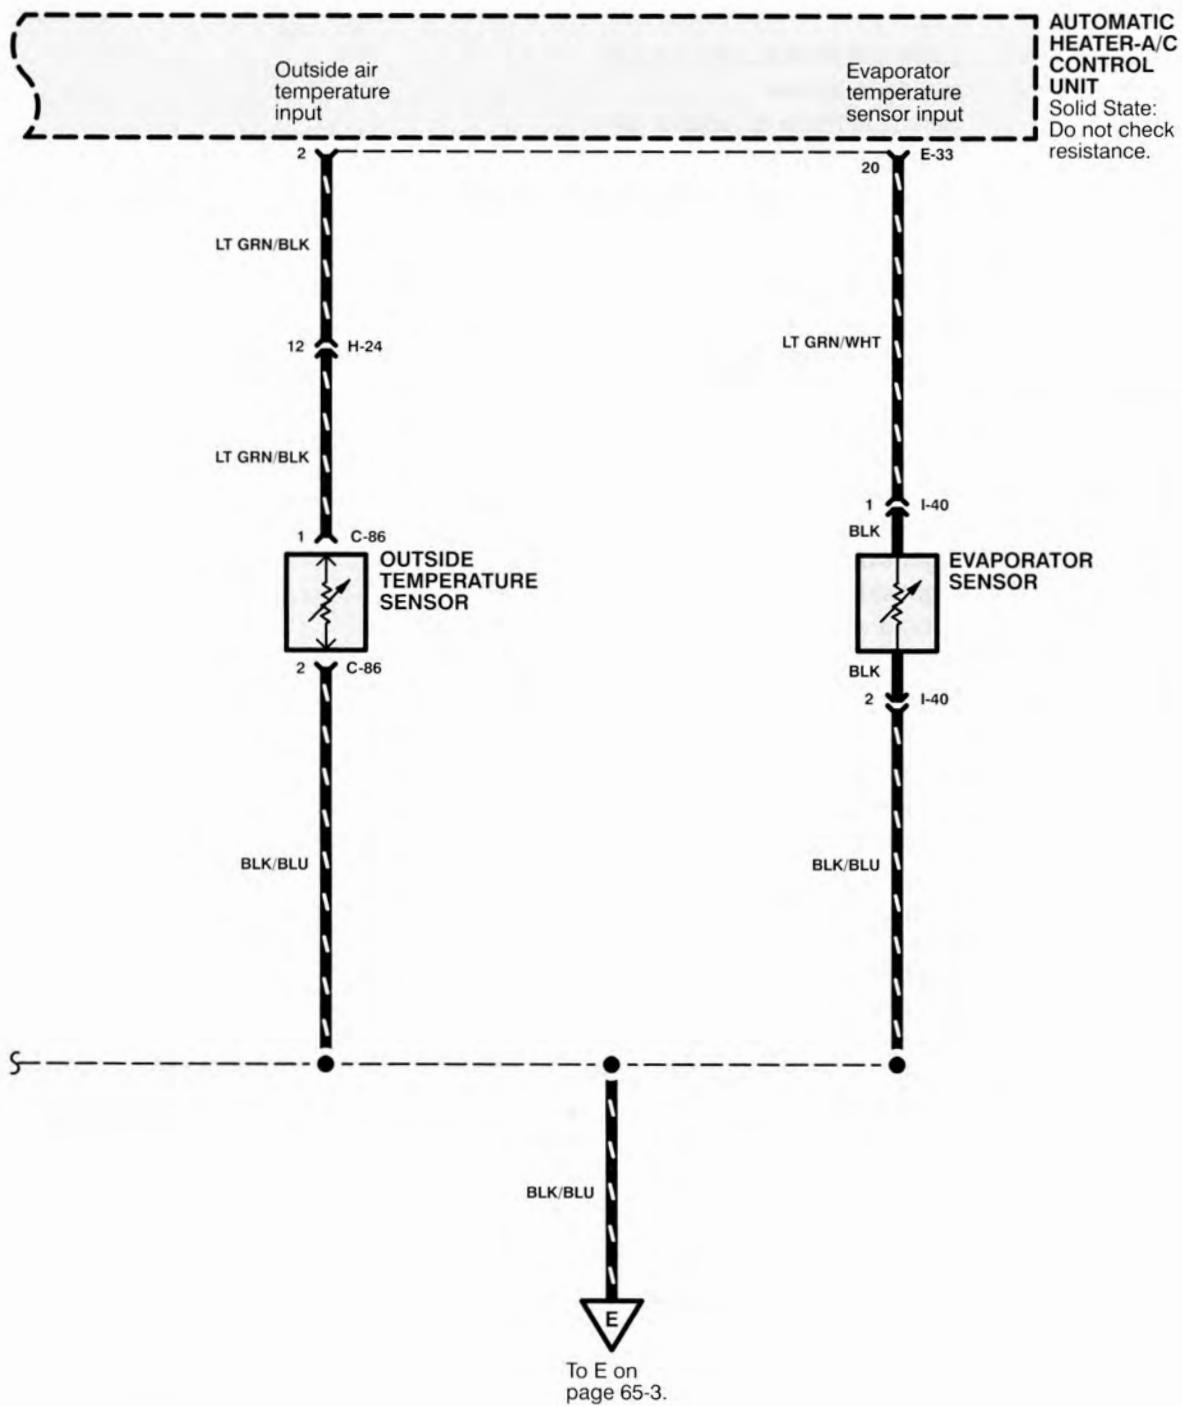 AUTOMATIC
HEATER-A/C
CONTROL
UNIT
Solid State:
Do not check
resistance.
Outside air
temperature
input
Evaporator
temperature
sensor input
2
20
E-33
LT GRN/BLK
12
H-24
LT GRN/WHT
LT GRN/BLK
1
I-40
BLK
1
C-86
OUTSIDE
TEMPERATURE
SENSOR
EVAPORATOR
SENSOR
2
C-86
BLK
2
I-40
BLK/BLU
BLK/BLU
BLK/BLU
E
To E on
page 65-3.